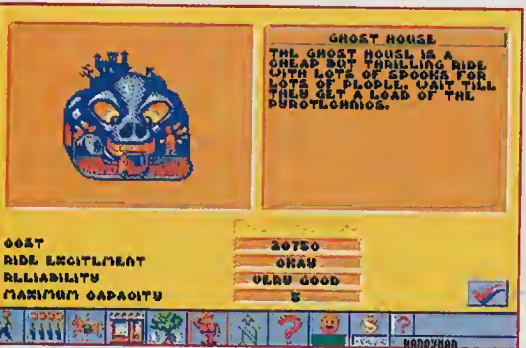 GHOST HOUSE
THE GHOST HOUSE IS A
CHEAP BUT THRILLING RIDE
WITH LOTS OF SPOOKS FOR
LOTS OF PEOPLE. WAIT TILL
THEY GET A LOAD OF THE
PYROTECHNICS.
COST 20750
RIDE EXCITEMENT OKAY
RELIABILITY VERY GOOD
MAXIMUM CAPACITY 5
HANDYMAN